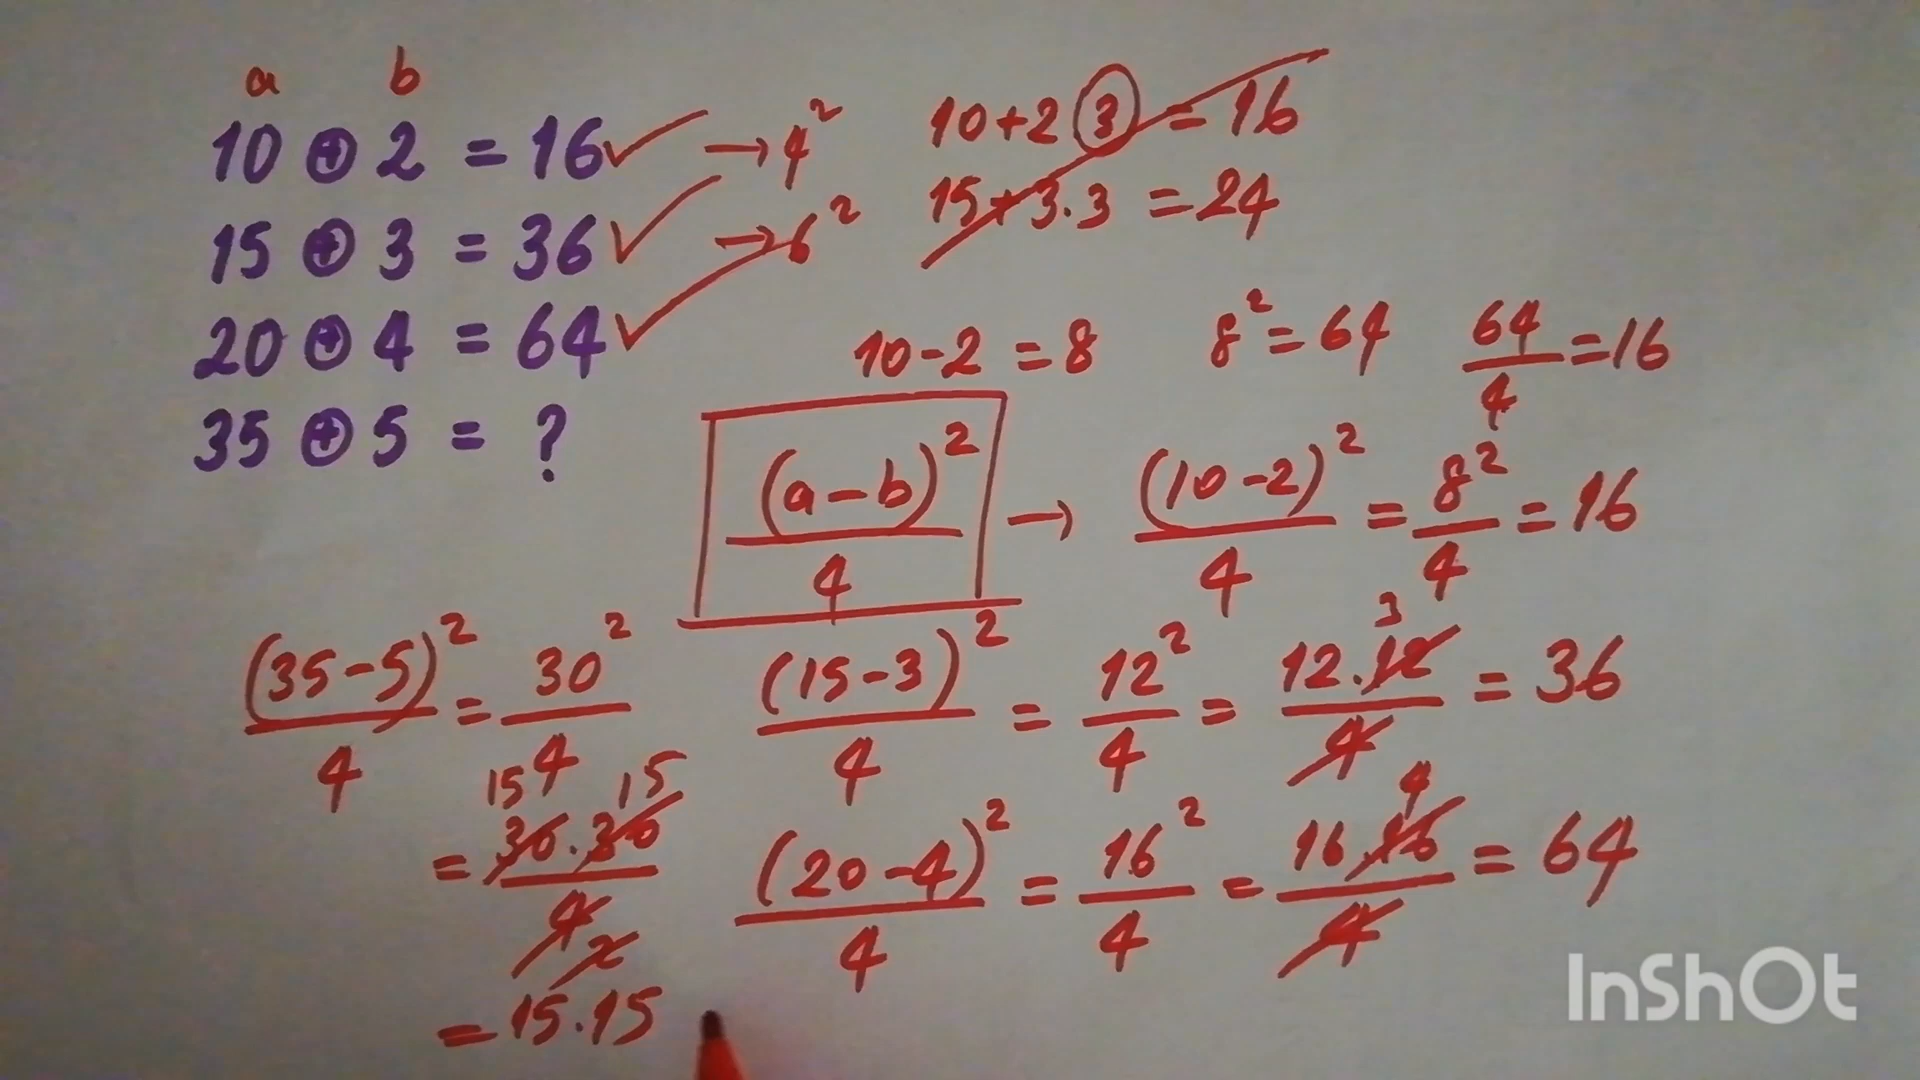 a b
10 ⊕ 2 = 16 ✓ → 4²
15 ⊕ 3 = 36 ✓ → 6²
20 ⊕ 4 = 64 ✓
35 ⊕ 5 = ?
10+2 3 = 16
15+3.3 = 24
10-2 = 8 8² = 64 64/4 = 16
(a-b)²/4 → (10-2)²/4 = 8²/4 = 16
(15-3)²/4 = 12²/4 = 12.12/4 = 36
3
(20-4)²/4 = 16²/4 = 16.16/4 = 64
4
(35-5)²/4 = 30²/4
15 15
= 30.30/4
2
= 15.15
InShOt